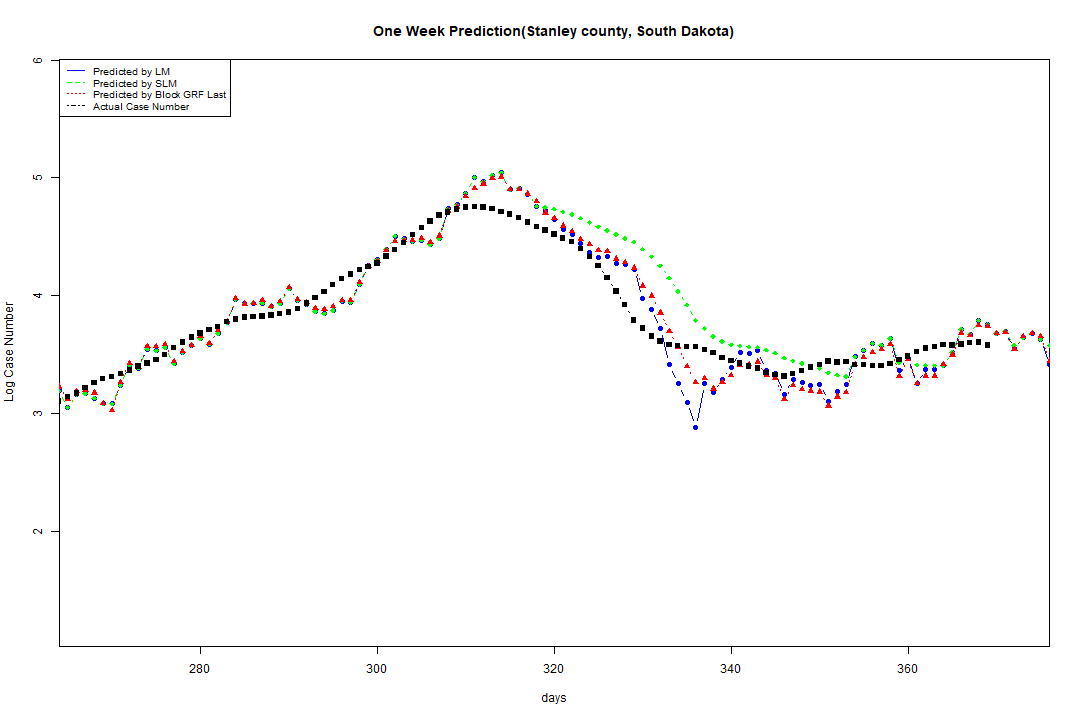 One Week Prediction(Stanley county, South Dakota)
Predicted by LM
Predicted by SLM
Predicted by Block GRF Last
Actual Case Number
6
5
4
3
2
Log Case Number
280 300 320 340 360
days